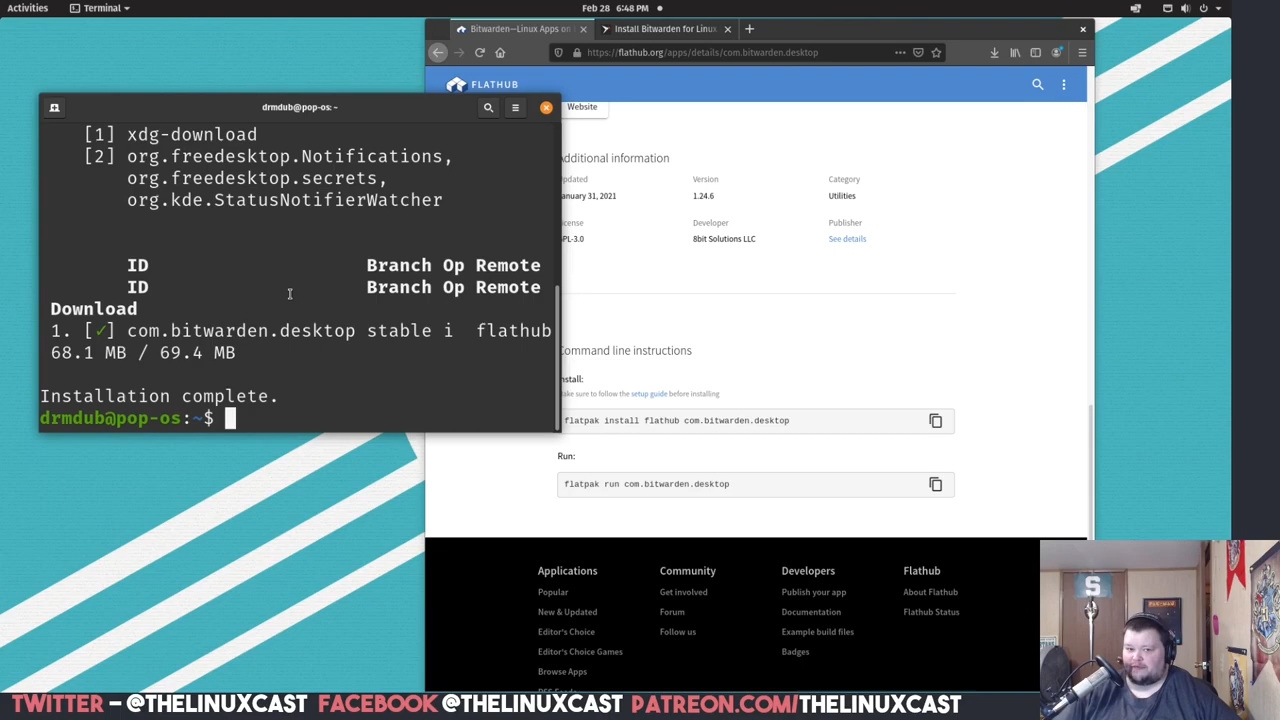 Activities
Terminal
Feb 28 6:48 PM
Bitwarden—Linux Apps on
Install Bitwarden for Linux
https://flathub.org/apps/details/com.bitwarden.desktop
FLATHUB
Website
drmdub@pop-os: ~
[1] xdg-download
[2] org.freedesktop.Notifications,
org.freedesktop.secrets,
org.kde.StatusNotifierWatcher
ID Branch Op Remote
ID Branch Op Remote
Download
1. [✓] com.bitwarden.desktop stable i flathub
68.1 MB / 69.4 MB
Installation complete.
drmdub@pop-os:~$
Additional information
pdated
Version
Category
anuary 31, 2021
1.24.6
Utilities
icense
Developer
Publisher
GPL-3.0
8bit Solutions LLC
See details
Command line instructions
nstall:
Make sure to follow the setup guide before installing
flatpak install flathub com.bitwarden.desktop
Run:
flatpak run com.bitwarden.desktop
Applications
Community
Developers
Flathub
Popular
Get involved
Publish your app
About Flathub
New & Updated
Forum
Documentation
Flathub Status
Editor's Choice
Follow us
Example build files
Editor's Choice Games
Badges
Browse Apps
S
TWITTER – @THELINUXCAST FACEBOOK @THELINUXCAST PATREON.COM/THELINUXCAST